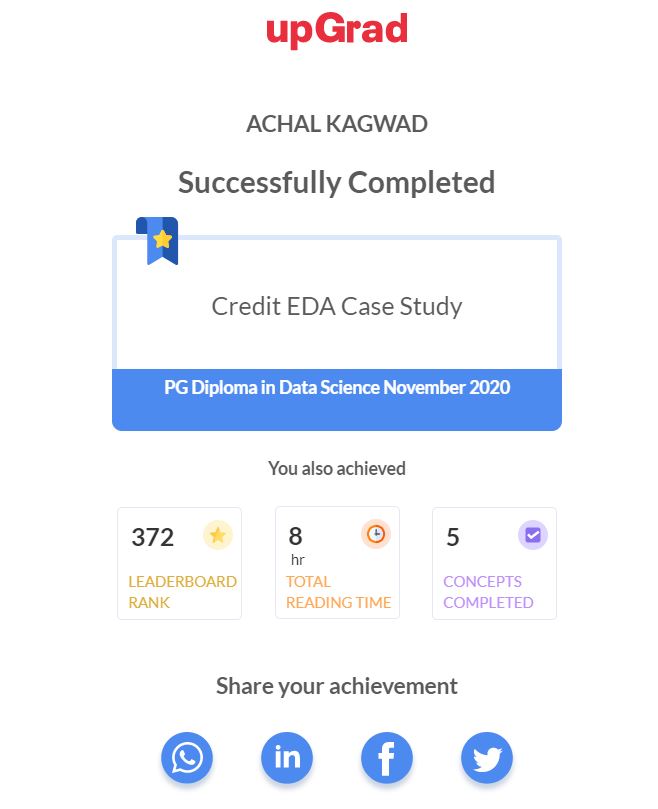 upGrad
ACHAL KAGWAD
Successfully Completed
Credit EDA Case Study
PG Diploma in Data Science November 2020
You also achieved
372
LEADERBOARD
RANK
8
hr
TOTAL
READING TIME
5
CONCEPTS
COMPLETED
Share your achievement
in
f